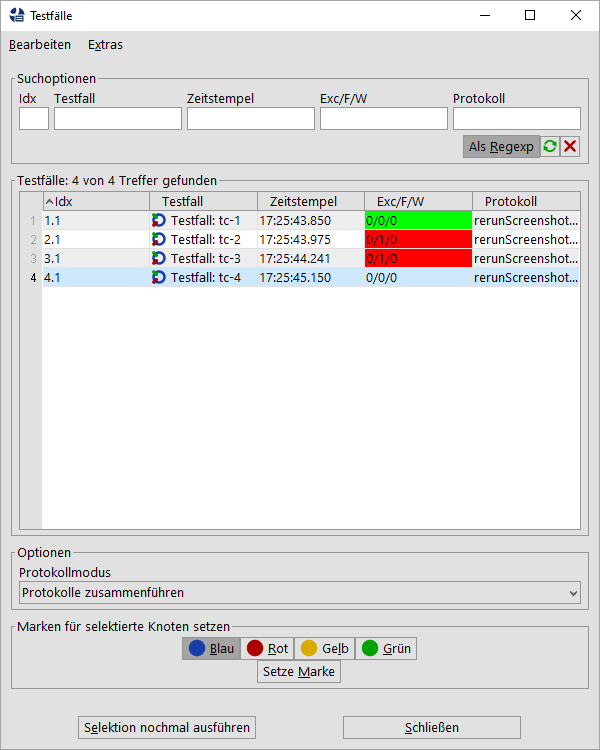 Testfälle
Bearbeiten Extras
Suchoptionen
Idx Testfall Zeitstempel Exc/F/W Protokoll
Als Regexp
Testfälle: 4 von 4 Treffer gefunden
Idx Testfall Zeitstempel Exc/F/W Protokoll
1 1.1 Testfall: tc-1 17:25:43.850 0/0/0 rerunScreenshot...
2 2.1 Testfall: tc-2 17:25:43.975 0/1/0 rerunScreenshot...
3 3.1 Testfall: tc-3 17:25:44.241 0/1/0 rerunScreenshot...
4 4.1 Testfall: tc-4 17:25:45.150 0/0/0 rerunScreenshot...
Optionen
Protokollmodus
Protokolle zusammenführen
Marken für selektierte Knoten setzen
Blau Rot Gelb Grün
Setze Marke
Selektion nochmal ausführen Schließen